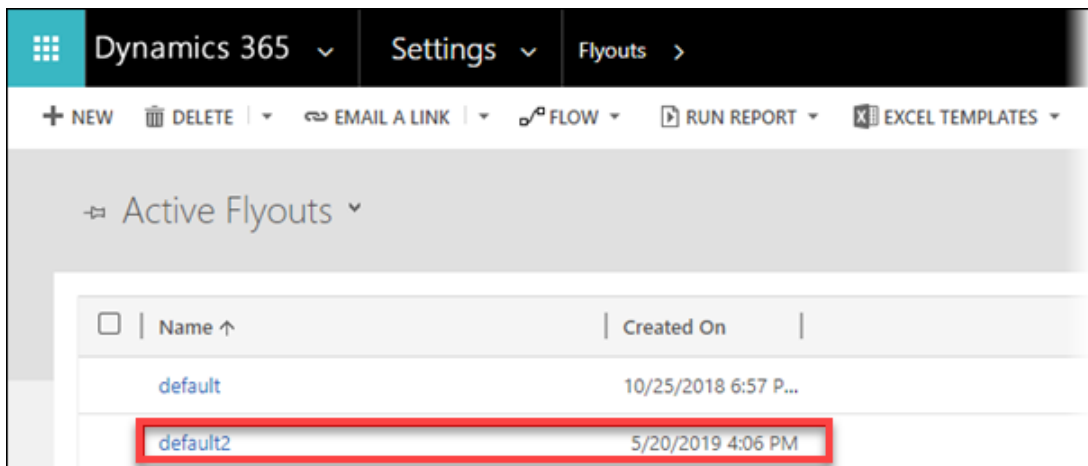 Dynamics 365 Settings Flyouts >
+ NEW DELETE EMAIL A LINK FLOW RUN REPORT EXCEL TEMPLATES
Active Flyouts
Name ↑ Created On
default 10/25/2018 6:57 P...
default2 5/20/2019 4:06 PM